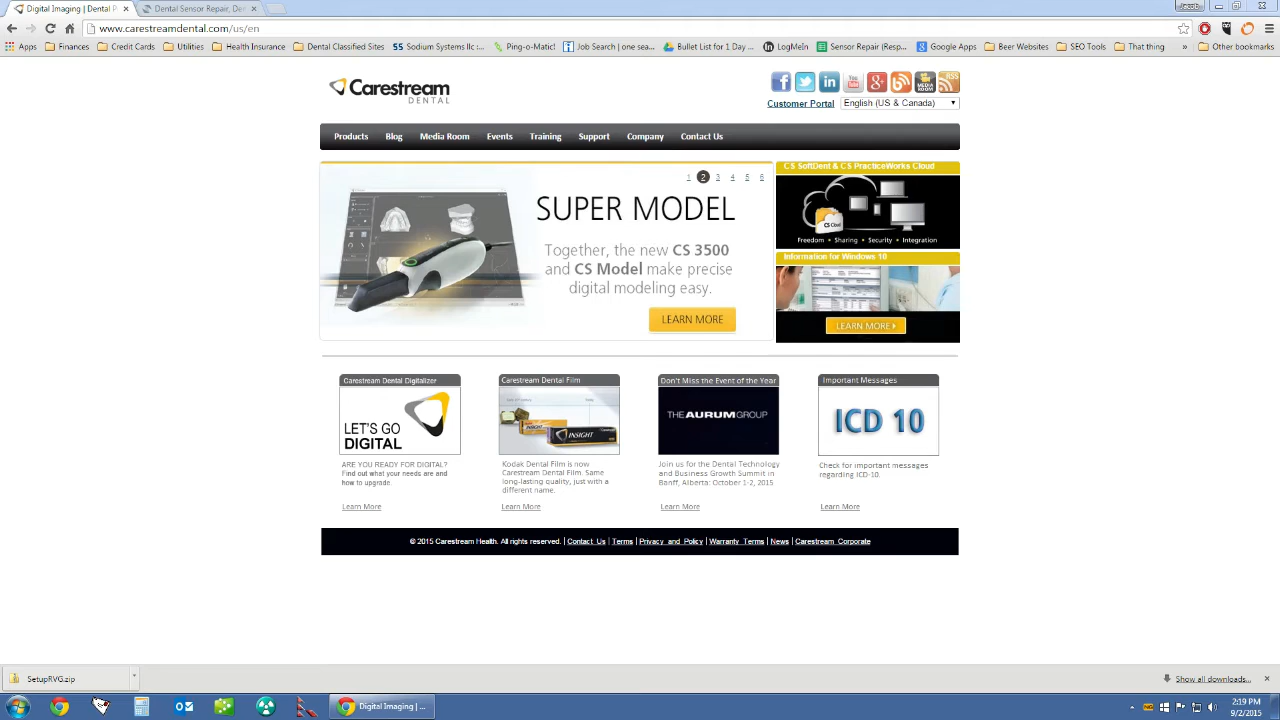 Digital Imaging | Dental P
Dental Sensor Repair, Den
www.carestreamdental.com/us/en
Apps
Finances
Credit Cards
Utilities
Health Insurance
Dental Classified Sites
Sodium Systems llc :..
Ping-o-Matic!
Job Search | one sear...
Bullet List for 1 Day ...
LogMeIn
Sensor Repair (Resp...
Google Apps
Beer Websites
SEO Tools
That thing
»
Other bookmarks
Carestream
DENTAL
You
MEDIA
ROOM
RSS
Customer Portal
English (US & Canada)
Products Blog Media Room Events Training Support Company Contact Us
1 2 3 4 5 6
SUPER MODEL
Together, the new CS 3500
and CS Model make precise
digital modeling easy.
LEARN MORE
CS SoftDent & CS PracticeWorks Cloud
CS Cloud
Freedom • Sharing • Security • Integration
Information for Windows 10
LEARN MORE
Carestream Dental Digitalizer
LET'S GO
DIGITAL
ARE YOU READY FOR DIGITAL?
Find out what your needs are and
how to upgrade.
Learn More
Carestream Dental Film
Today
INSIGHT
INSIGHT
Kodak Dental Film is now
Carestream Dental Film. Same
long-lasting quality, just with a
different name.
Learn More
Don't Miss the Event of the Year
THE AURUM GROUP
Join us for the Dental Technology
and Business Growth Summit in
Banff, Alberta: October 1-2, 2015
Learn More
Important Messages
ICD 10
Check for important messages
regarding ICD-10.
Learn More
© 2015 Carestream Health. All rights reserved. | Contact Us | Terms | Privacy and Policy | Warranty Terms | News | Carestream Corporate
SetupRVG.zip
Show all downloads...
Digital Imaging | ...
2:19 PM
9/2/2015